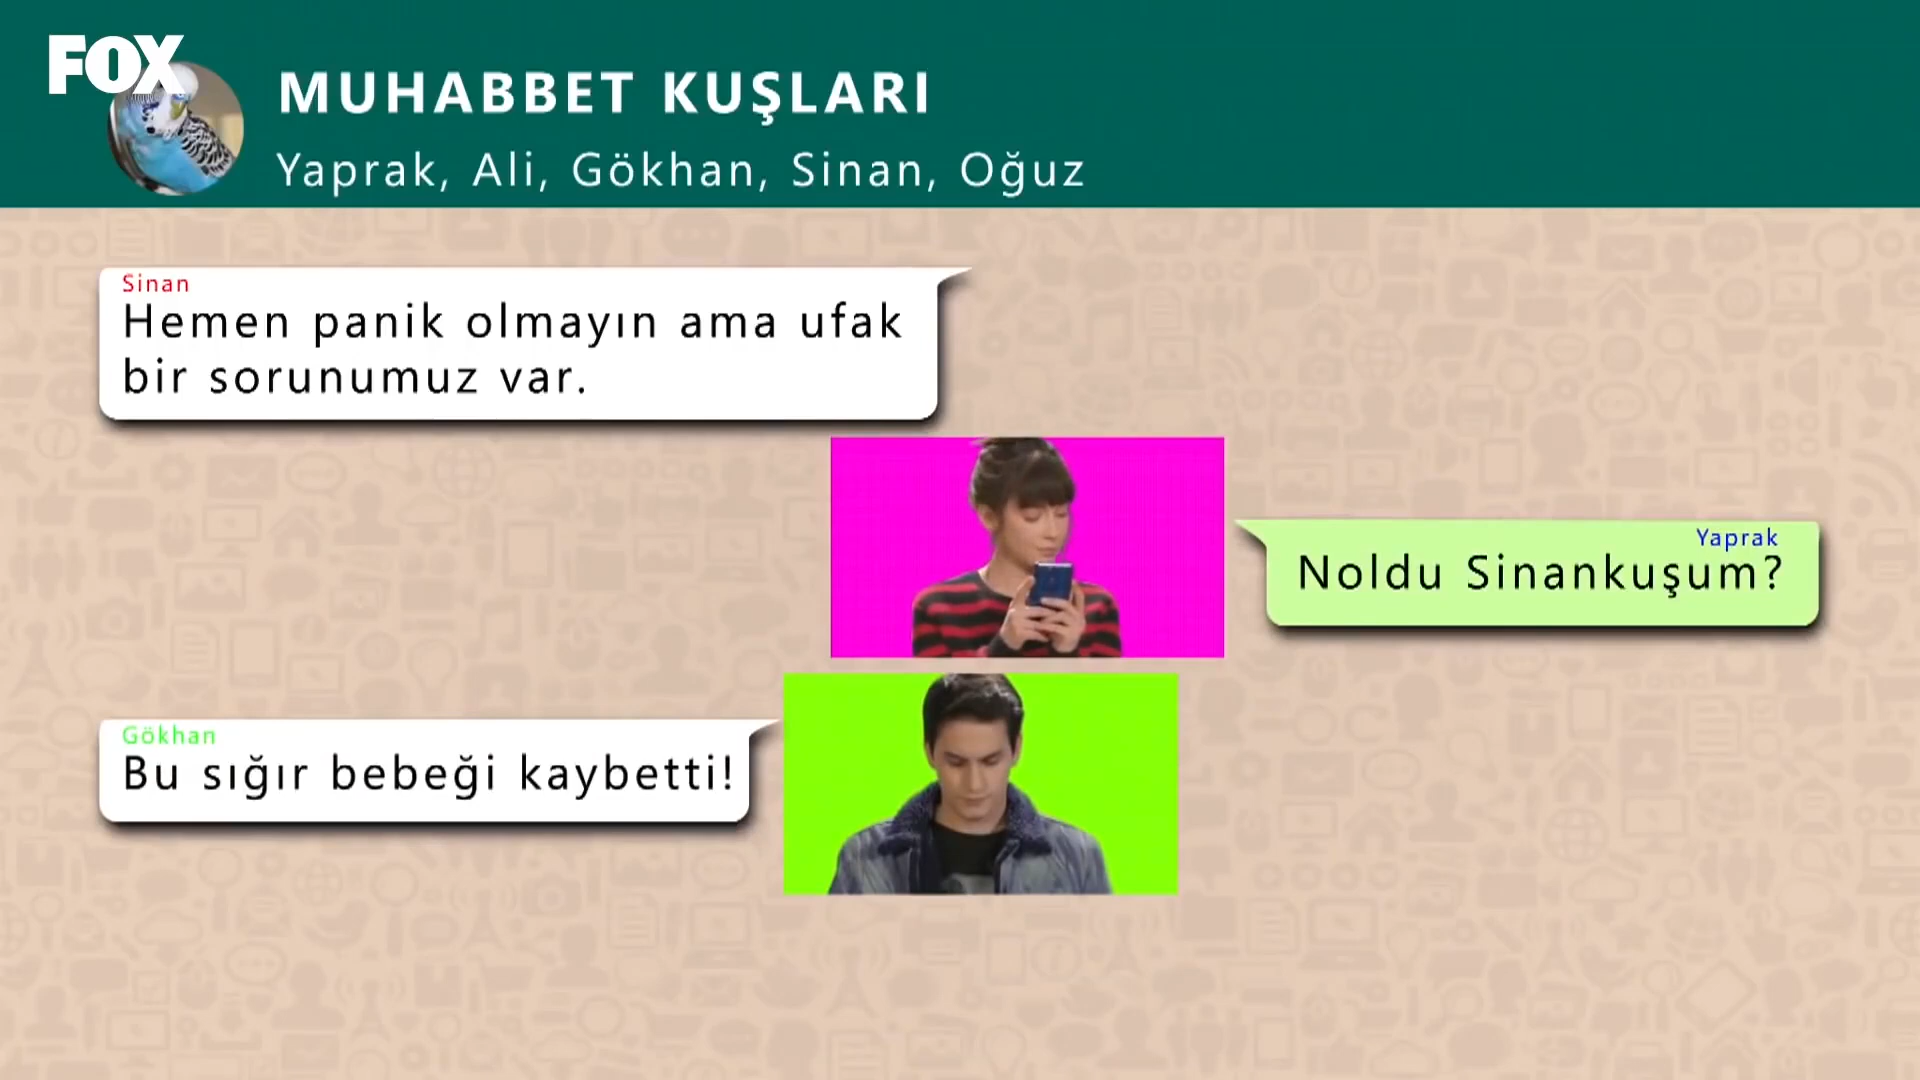 FOX
MUHABBET KUŞLARI
Yaprak, Ali, Gökhan, Sinan, Oğuz
Sinan
Hemen panik olmayın ama ufak
bir sorunumuz var.
Yaprak
Noldu Sinankuşum?
Gökhan
Bu sığır bebeği kaybetti!